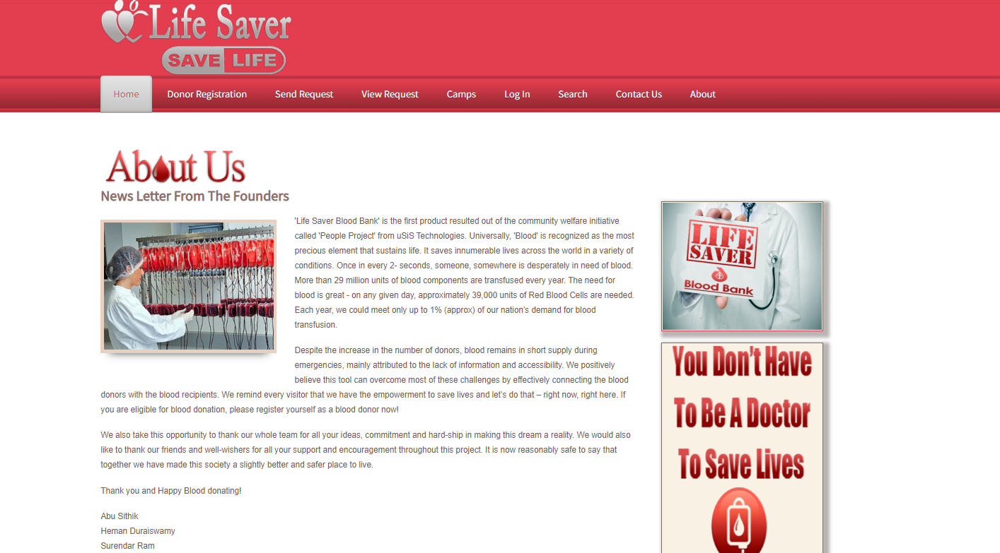 Life Saver
SAVE LIFE
Home Donor Registration Send Request View Request Camps Log In Search Contact Us About
About Us
News Letter From The Founders
'Life Saver Blood Bank' is the first product resulted out of the community welfare initiative
called 'People Project' from uSiS Technologies. Universally, 'Blood' is recognized as the most
precious element that sustains life. It saves innumerable lives across the world in a variety of
conditions. Once in every 2- seconds, someone, somewhere is desperately in need of blood.
More than 29 million units of blood components are transfused every year. The need for
blood is great - on any given day, approximately 39,000 units of Red Blood Cells are needed.
Each year, we could meet only up to 1% (approx) of our nation’s demand for blood
transfusion.
Despite the increase in the number of donors, blood remains in short supply during
emergencies, mainly attributed to the lack of information and accessibility. We positively
believe this tool can overcome most of these challenges by effectively connecting the blood
donors with the blood recipients. We remind every visitor that we have the empowerment to save lives and let’s do that – right now, right here. If
you are eligible for blood donation, please register yourself as a blood donor now!
We also take this opportunity to thank our whole team for all your ideas, commitment and hard-ship in making this dream a reality. We would also
like to thank our friends and well-wishers for all your support and encouragement throughout this project. It is now reasonably safe to say that
together we have made this society a slightly better and safer place to live.
Thank you and Happy Blood donating!
Abu Sithik
Heman Duraiswamy
Surendar Ram
LIFE
SAVER
Blood Bank
You Don't Have
To Be A Doctor
To Save Lives